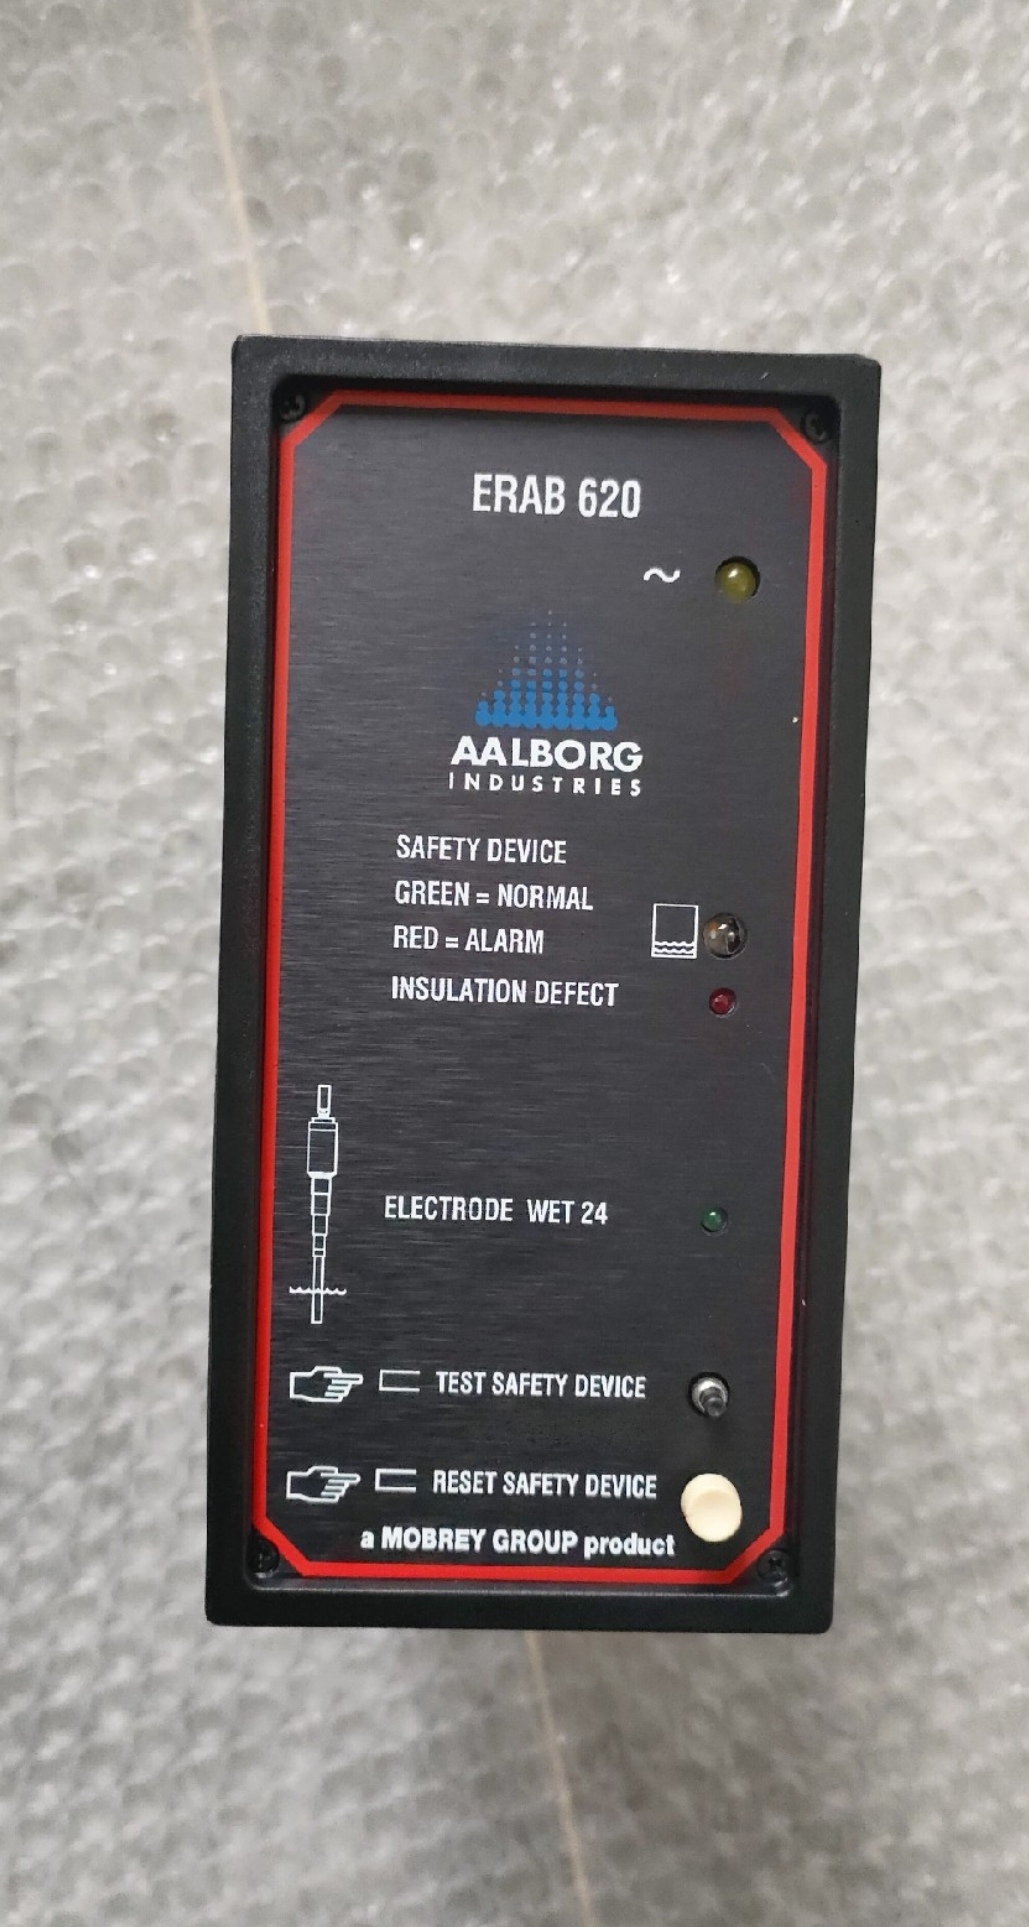 ERAB 620
~
AALBORG
INDUSTRIES
SAFETY DEVICE
GREEN = NORMAL
RED = ALARM
INSULATION DEFECT
ELECTRODE WET 24
TEST SAFETY DEVICE
RESET SAFETY DEVICE
a MOBREY GROUP product